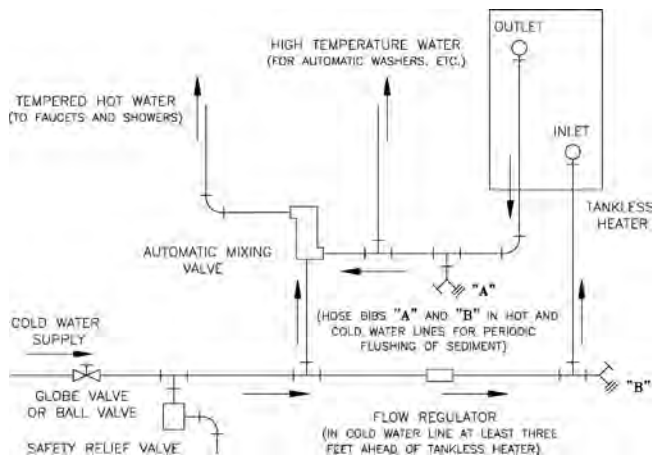 OUTLET
HIGH TEMPERATURE WATER
(FOR AUTOMATIC WASHERS, ETC.)
TEMPERED HOT WATER
(TO FAUCETS AND SHOWERS)
INLET
TANKLESS
HEATER
AUTOMATIC MIXING
VALVE
"A"
(HOSE BIBS "A" AND "B" IN HOT AND
COLD WATER LINES FOR PERIODIC
FLUSHING OF SEDIMENT)
COLD WATER
SUPPLY
"B"
GLOBE VALVE
OR BALL VALVE
FLOW REGULATOR
(IN COLD WATER LINE AT LEAST THREE
FEET AHEAD OF TANKLESS HEATER)
SAFETY RELIEF VALVE